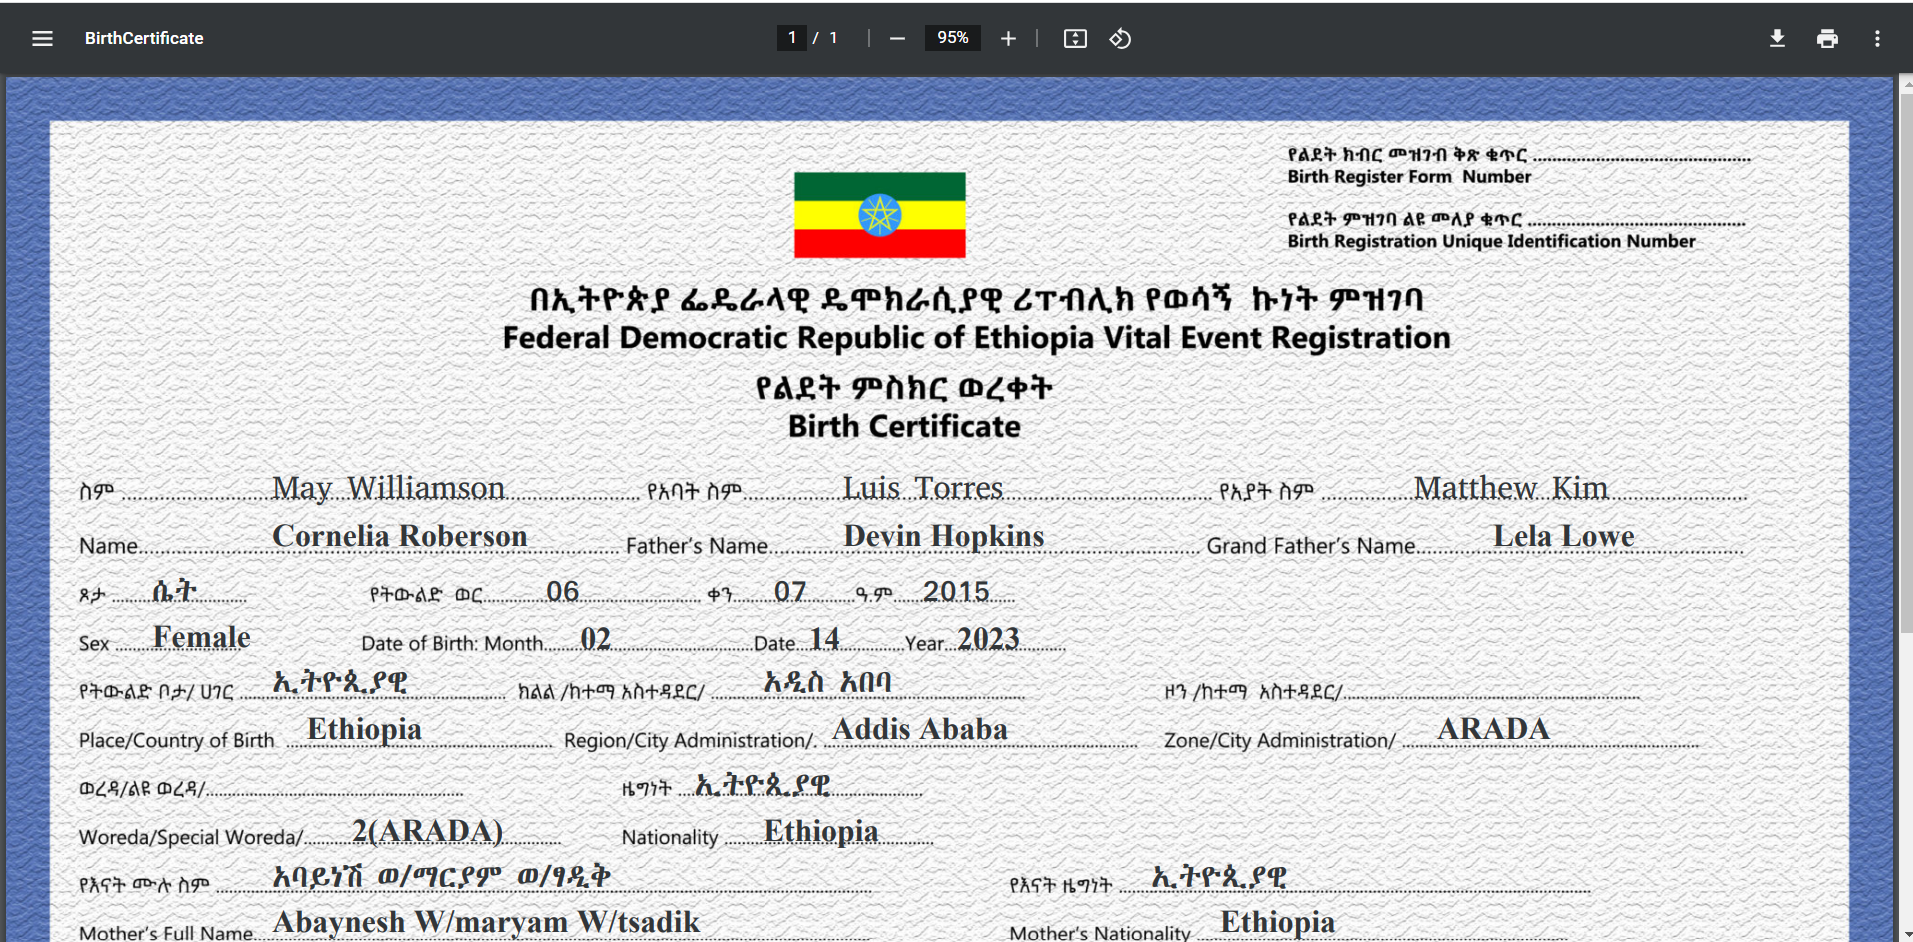 BirthCertificate
1 / 1
95%
የልደት ክብር መዝገብ ቅጽ ቁጥር
Birth Register Form Number
የልደት ምዝገባ ልዩ መለያ ቁጥር
Birth Registration Unique Identification Number
በኢትዮጵያ ፌዴራላዊ ዴሞክራሲያዊ ሪፐብሊክ የወሳኝ ኩነት ምዝገባ
Federal Democratic Republic of Ethiopia Vital Event Registration
የልደት ምስክር ወረቀት
Birth Certificate
ስም May Williamson የአባት ስም Luis Torres የአያት ስም Matthew Kim
Name Cornelia Roberson Father's Name Devin Hopkins Grand Father's Name Lela Lowe
ጾታ ሴት የትውልድ ወር 06 ቀን 07 ዓ.ም 2015
Sex Female Date of Birth: Month 02 Date 14 Year 2023
የትውልድ ቦታ/ ሀገር ኢትዮጲያዊ ክልል /ከተማ አስተዳደር/ አዲስ አበባ ዞን /ከተማ አስተዳደር/
Place/Country of Birth Ethiopia Region/City Administration/. Addis Ababa Zone/City Administration/ ARADA
ወረዳ/ልዩ ወረዳ/ ዜግነት ኢትዮጲያዊ
Woreda/Special Woreda/ 2(ARADA) Nationality Ethiopia
የእናት ሙሉ ስም አባይነሽ ወ/ማርያም ወ/ፃዲቅ የእናት ዜግነት ኢትዮጲያዊ
Mother's Full Name Abaynesh W/maryam W/tsadik Mother's Nationality Ethiopia